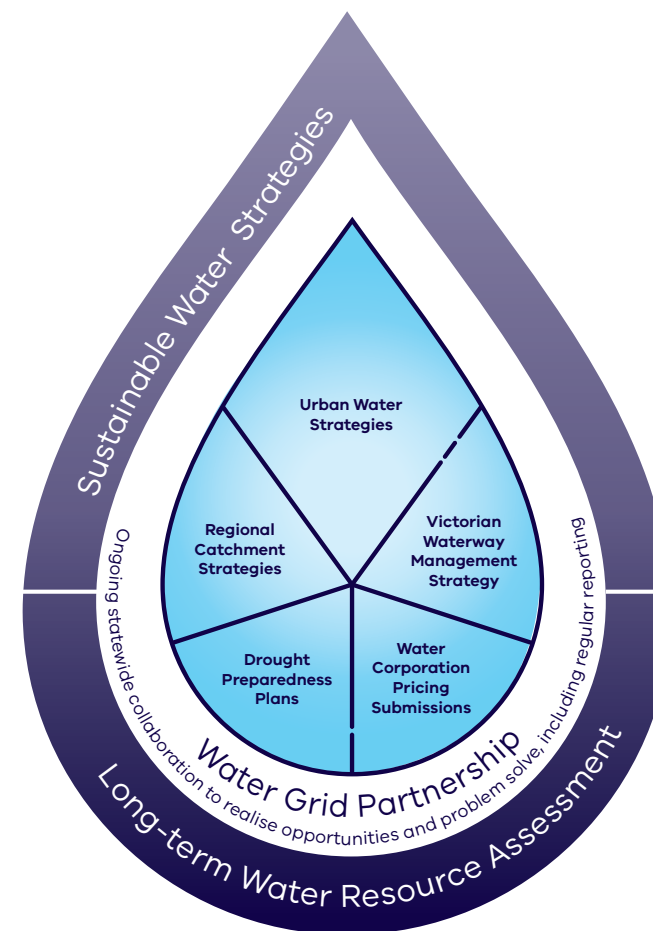 Sustainable Water Strategies
Urban Water
Strategies
Regional
Catchment
Strategies
Victorian
Waterway
Management
Strategy
Drought
Preparedness
Plans
Water
Corporation
Pricing
Submissions
Water Grid Partnership
Ongoing statewide collaboration to realise opportunities and problem solve, including regular reporting
Long-term Water Resource Assessment